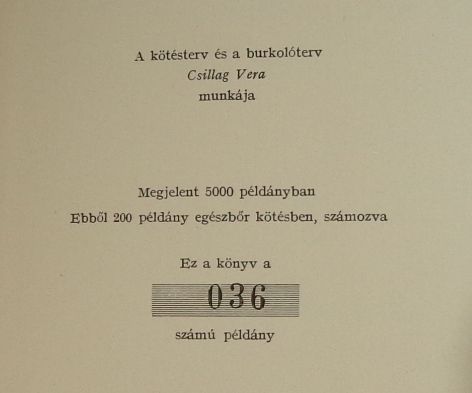 A kötésterv és a burkolóterv
Csillag Vera
munkája
Megjelent 5000 példányban
Ebből 200 példány egészbőr kötésben, számozva
Ez a könyv a
036
számú példány